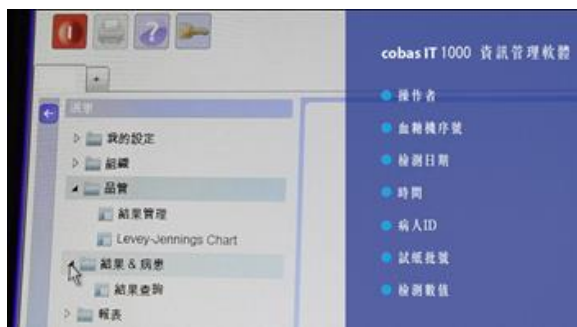 選單
我的設定
組織
品管
結果管理
Levey-Jennings Chart
結果 & 病患
結果查詢
報表
cobas IT 1000 資訊管理軟體
操作者
血糖機序號
檢測日期
時間
病人ID
試紙批號
檢測數值